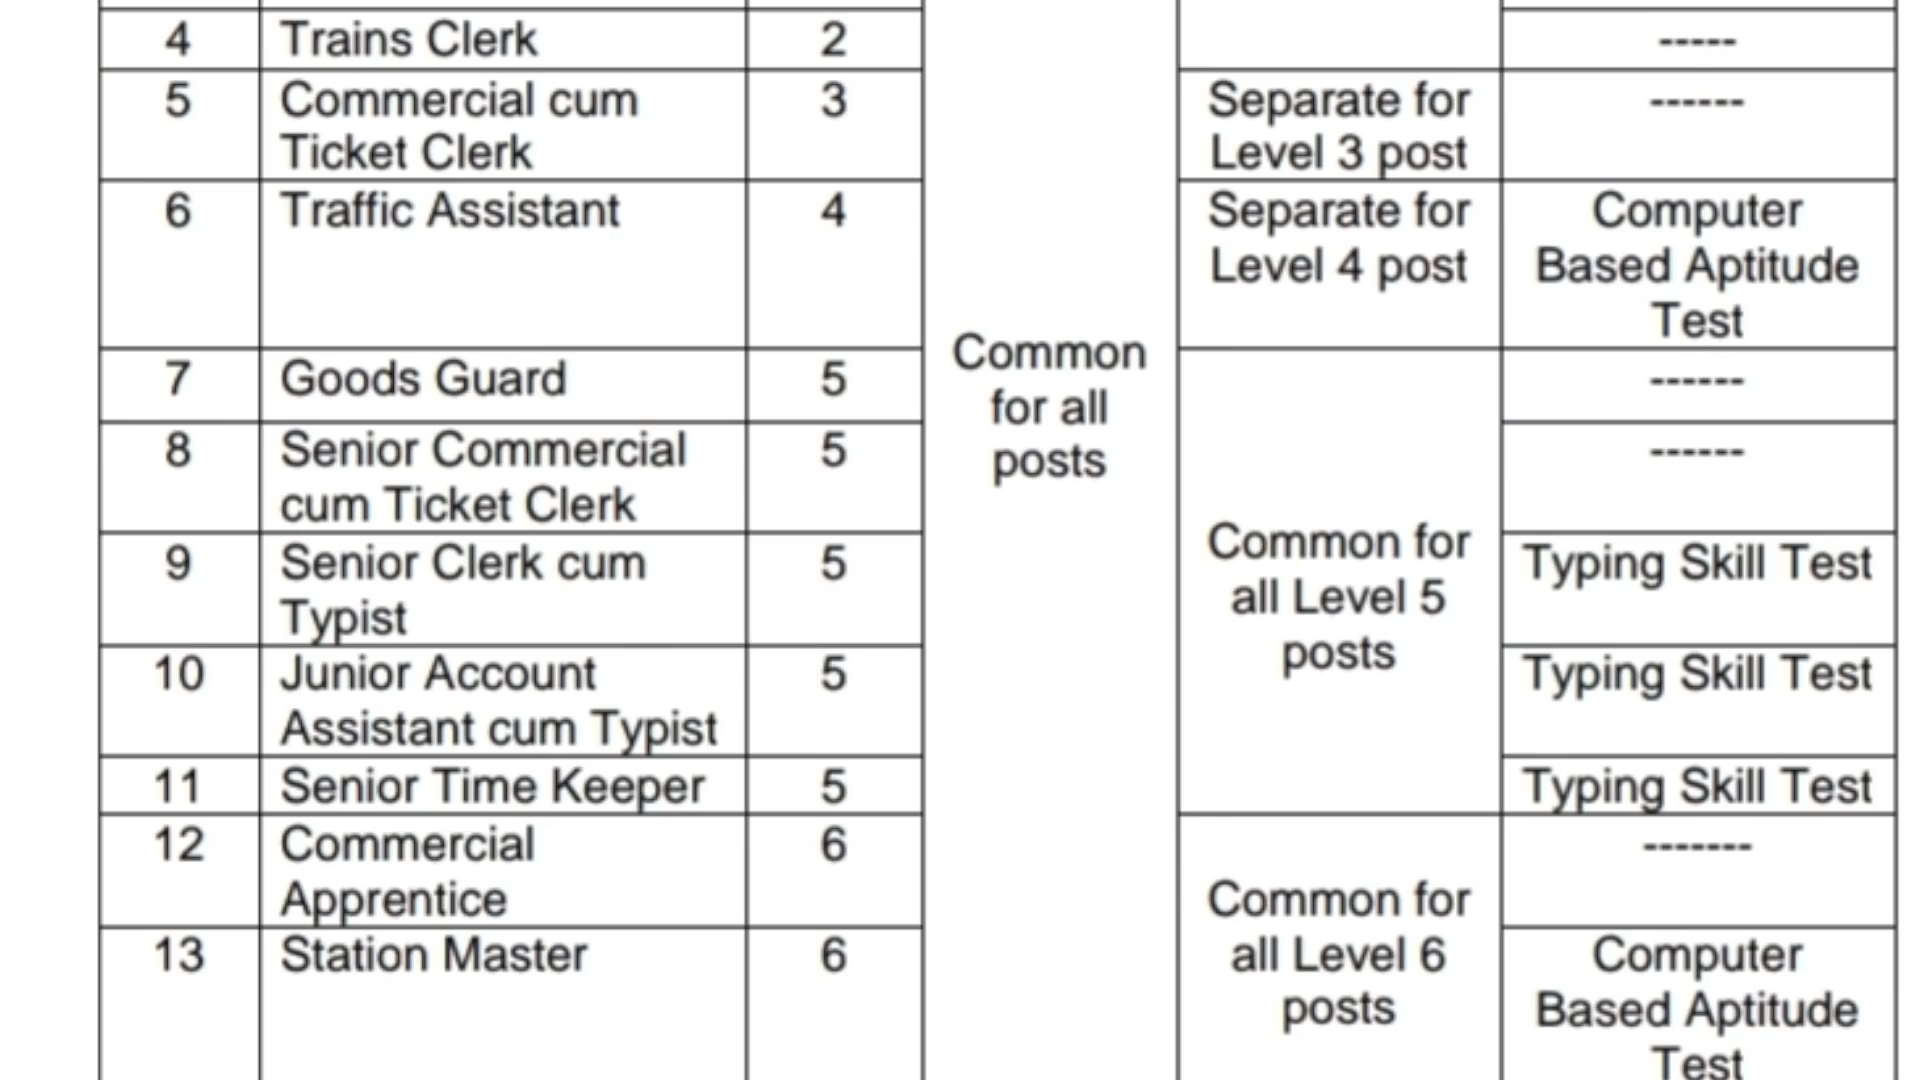 4 Trains Clerk 2 -----
5 Commercial cum 3 Separate for ------
Ticket Clerk Level 3 post
6 Traffic Assistant 4 Separate for Computer
Level 4 post Based Aptitude
Test
Common
for all
posts
7 Goods Guard 5 ------
8 Senior Commercial 5 ------
cum Ticket Clerk
Common for
all Level 5
posts
9 Senior Clerk cum 5 Typing Skill Test
Typist
10 Junior Account 5 Typing Skill Test
Assistant cum Typist
11 Senior Time Keeper 5 Typing Skill Test
12 Commercial 6 -------
Apprentice
Common for
all Level 6
posts
13 Station Master 6 Computer
Based Aptitude
Test